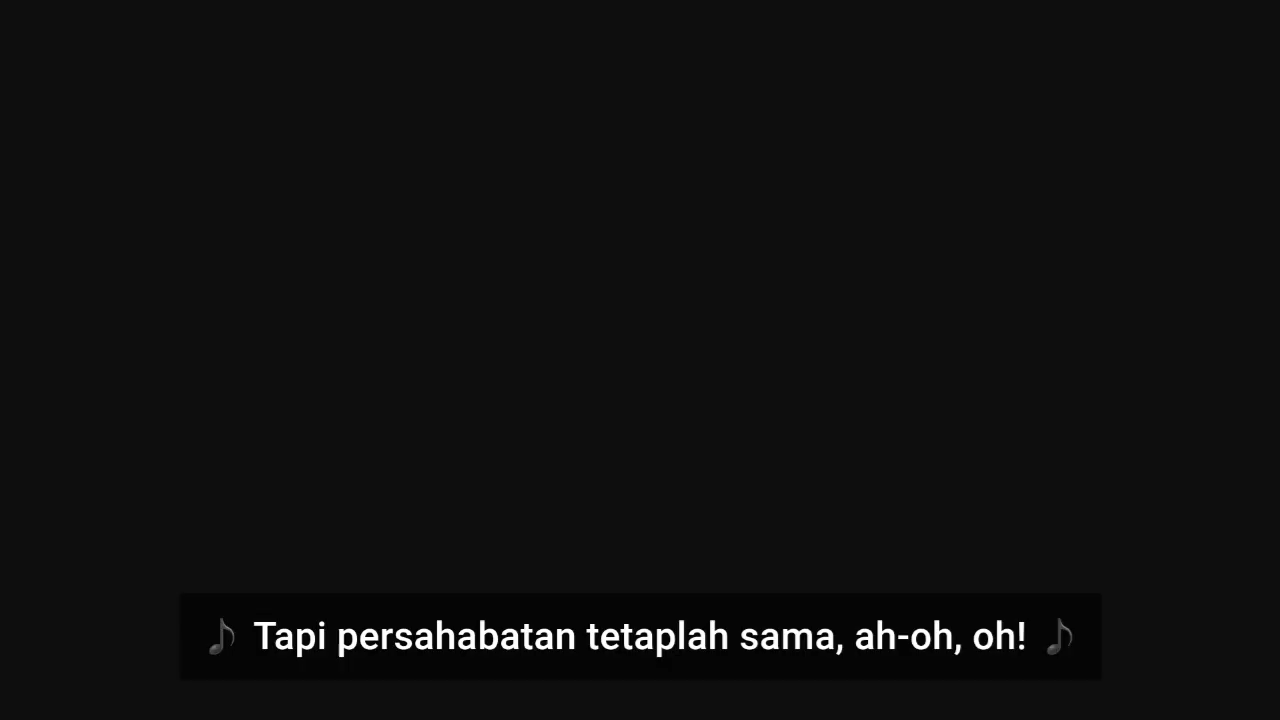 🎵 Tapi persahabatan tetaplah sama, ah-oh, oh! 🎵